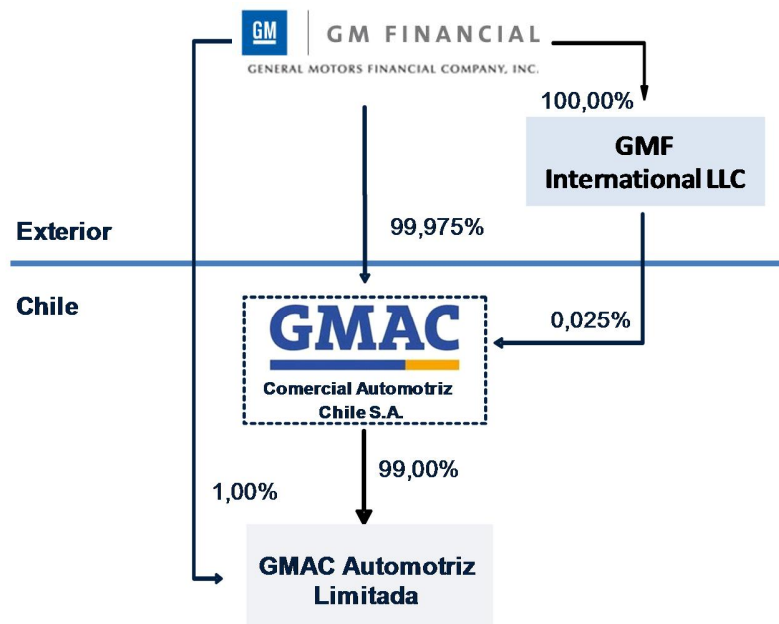 GM GM FINANCIAL
GENERAL MOTORS FINANCIAL COMPANY, INC.
100,00%
GMF
International LLC
Exterior
99,975%
Chile
GMAC
0,025%
Comercial Automotriz
Chile S.A.
99,00%
1,00%
GMAC Automotriz
Limitada